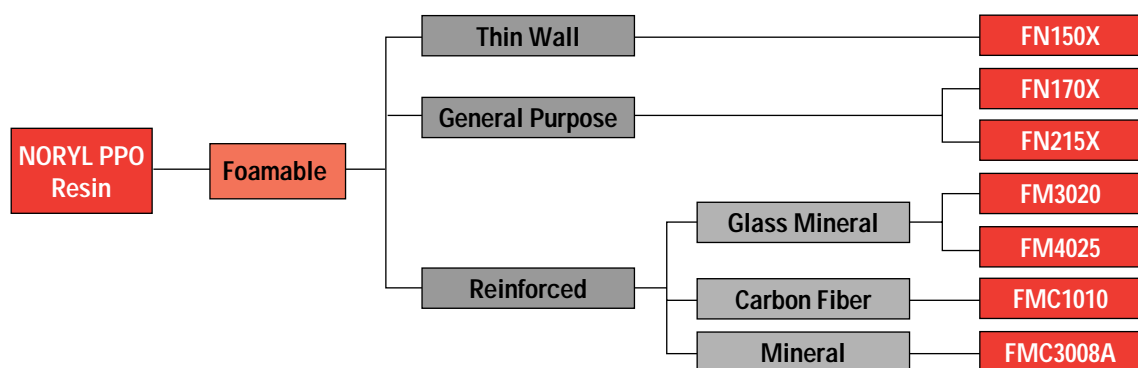 Thin Wall
FN150X
FN170X
General Purpose
FN215X
NORYL PPO
Resin
Foamable
FM3020
Glass Mineral
FM4025
Reinforced
Carbon Fiber
FMC1010
Mineral
FMC3008A